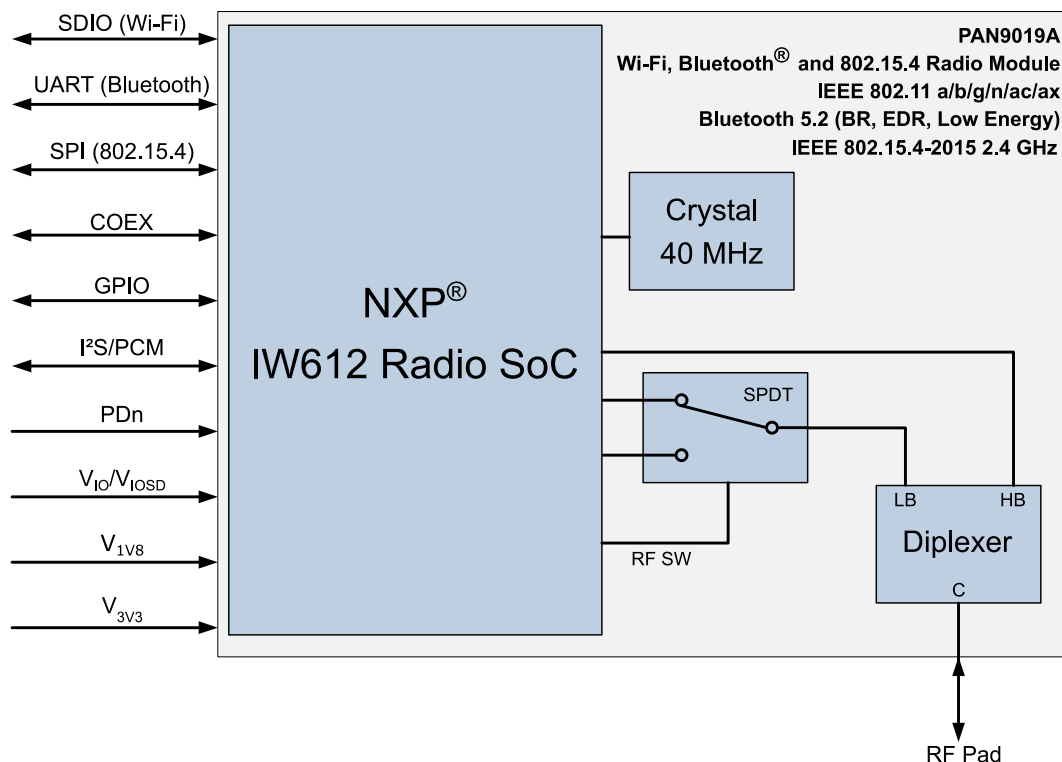 SDIO (Wi-Fi)
UART (Bluetooth)
SPI (802.15.4)
COEX
GPIO
I²S/PCM
PDn
VIO/VIOSD
V1V8
V3V3
NXP®
IW612 Radio SoC
PAN9019A
Wi-Fi, Bluetooth® and 802.15.4 Radio Module
IEEE 802.11 a/b/g/n/ac/ax
Bluetooth 5.2 (BR, EDR, Low Energy)
IEEE 802.15.4-2015 2.4 GHz
Crystal
40 MHz
SPDT
RF SW
LB
HB
Diplexer
C
RF Pad